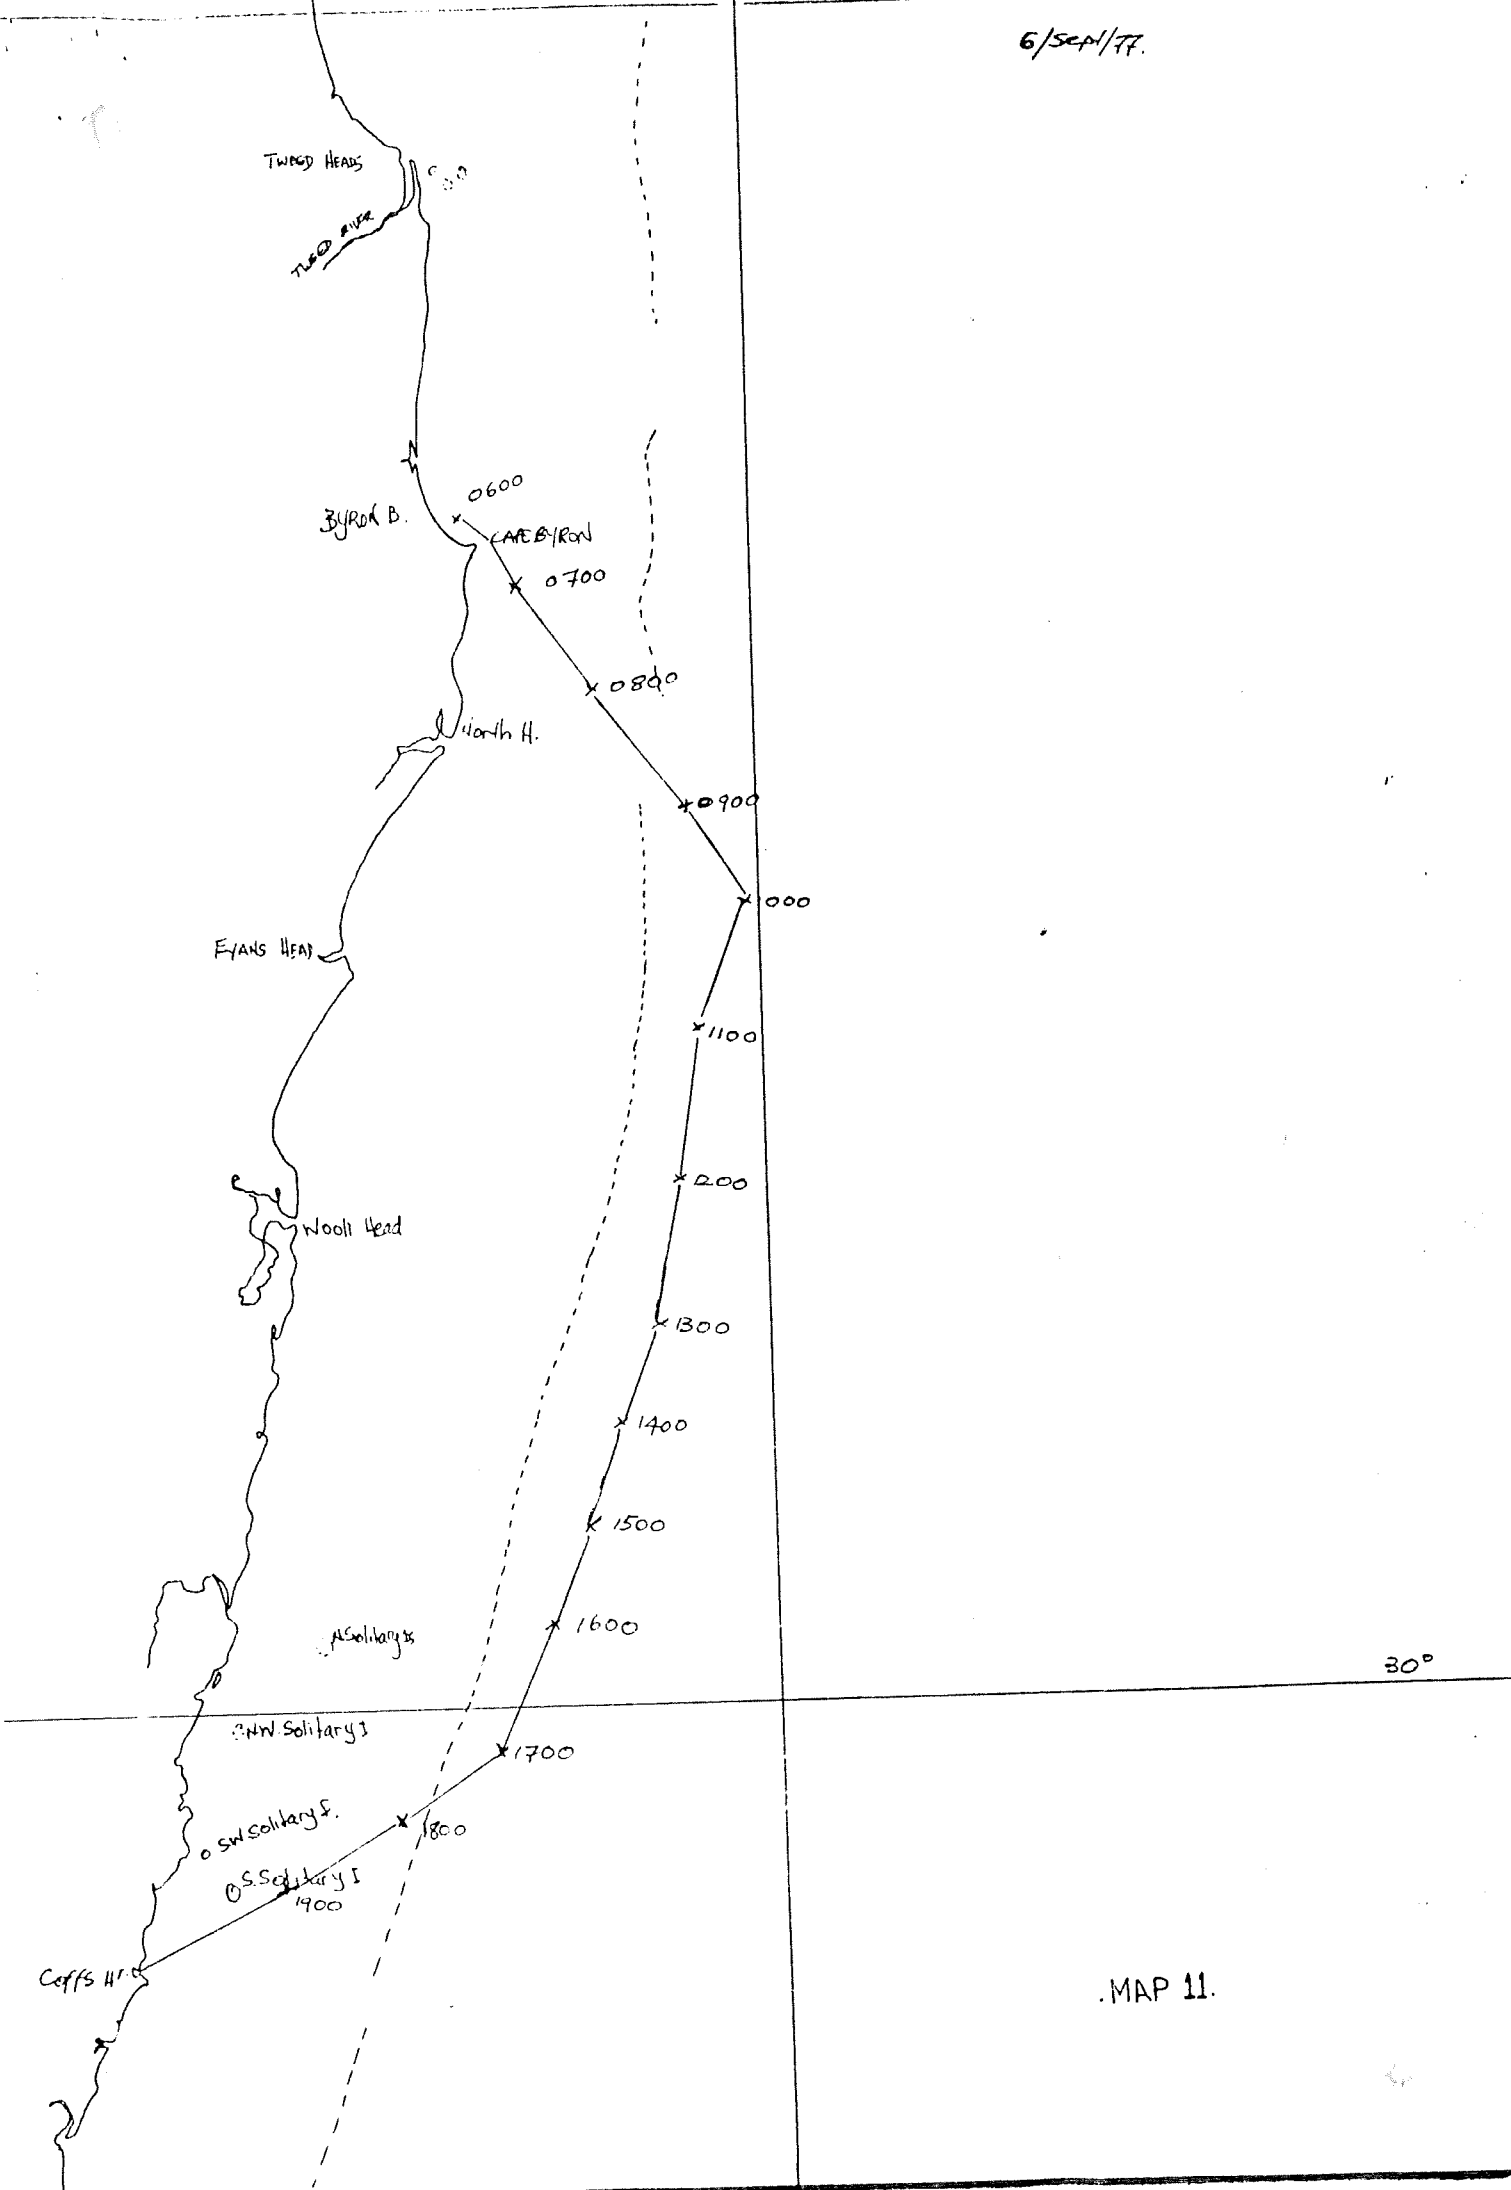 6/Sept/77.
TWEED HEADS
TWEED RIVER
0600
BYRON B.
CAPE BYRON
0700
0800
North H.
0900
1000
EVANS HEAD
1100
1200
Wooli Head
1300
1400
1500
1600
N Solitary Is
30°
NW. Solitary I
1700
SW Solitary I.
1800
S. Solitary I
1900
Coffs Hr.
.MAP 11.